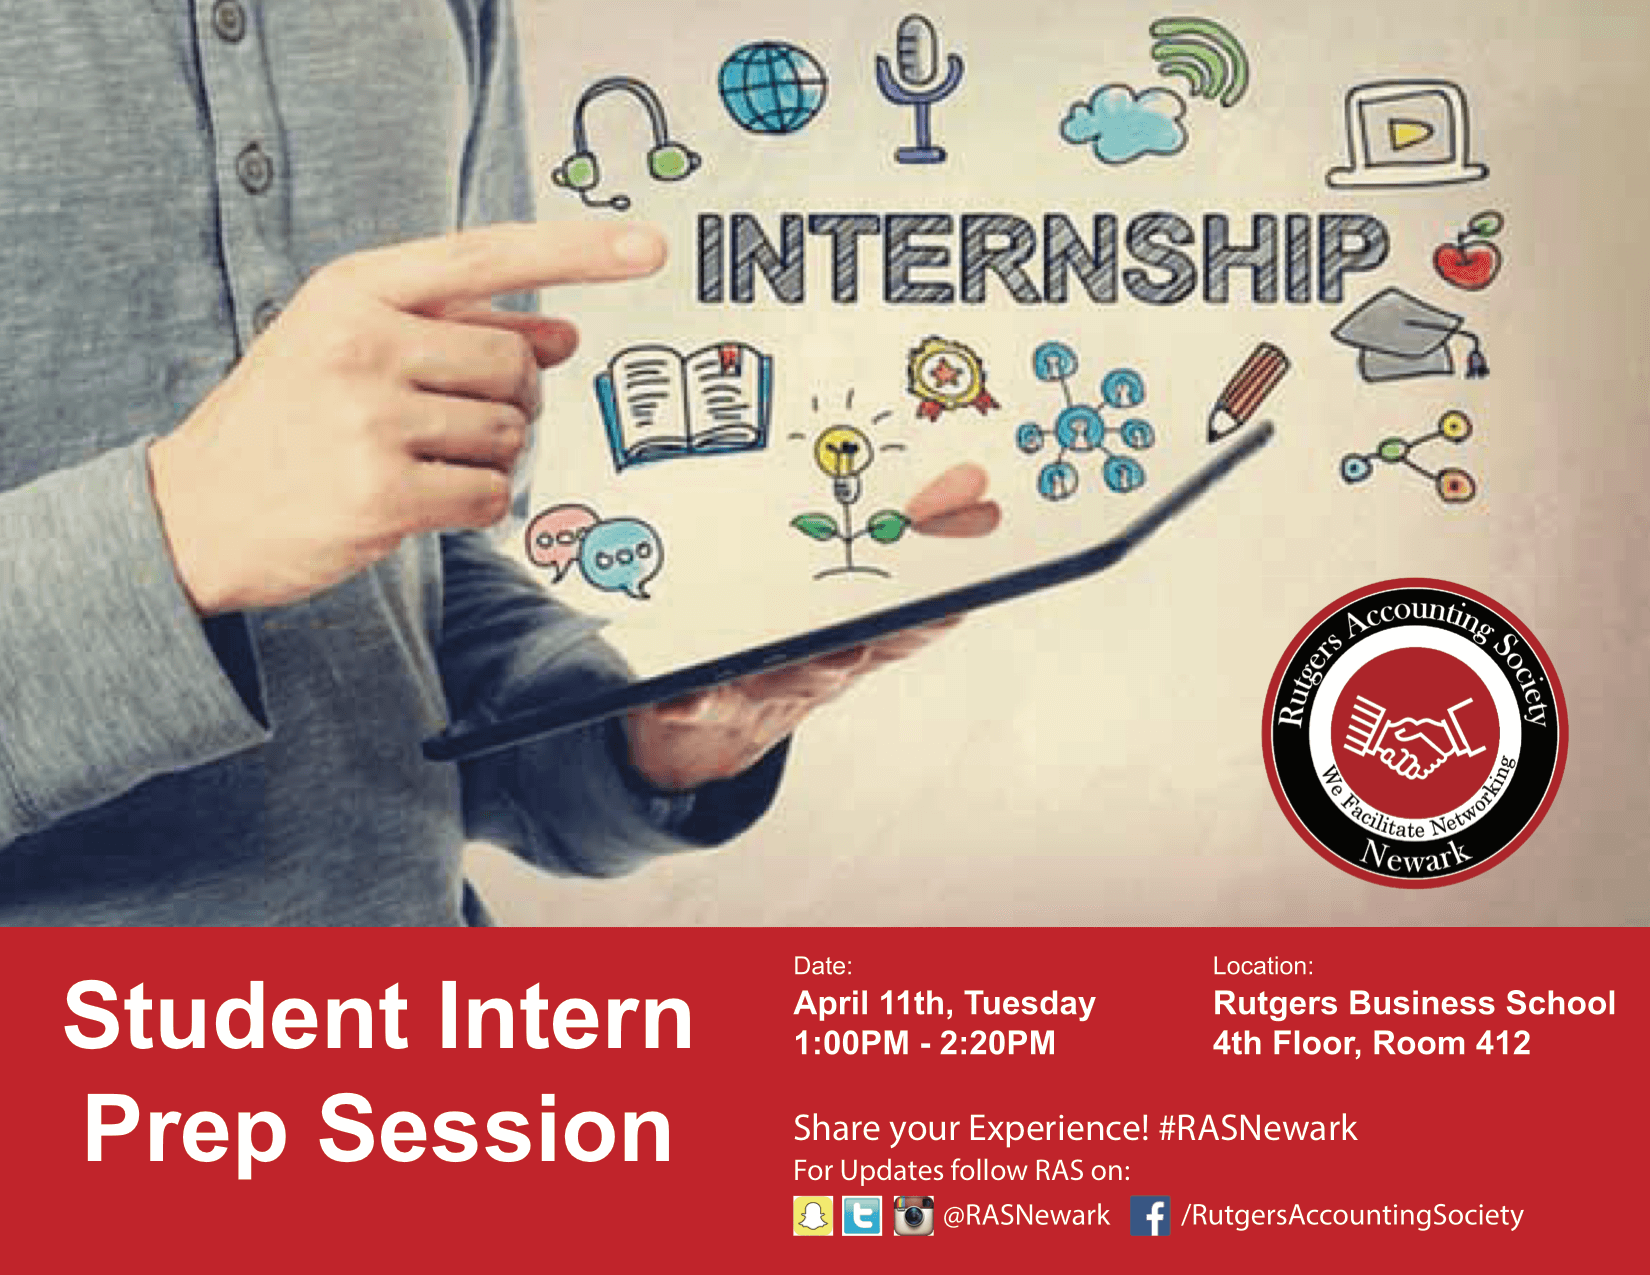 INTERNSHIP
Rutgers Accounting Society
We Facilitate Networking
Newark
Student Intern
Prep Session
Date:
April 11th, Tuesday
1:00PM - 2:20PM
Location:
Rutgers Business School
4th Floor, Room 412
Share your Experience! #RASNewark
For Updates follow RAS on:
@RASNewark /RutgersAccountingSociety